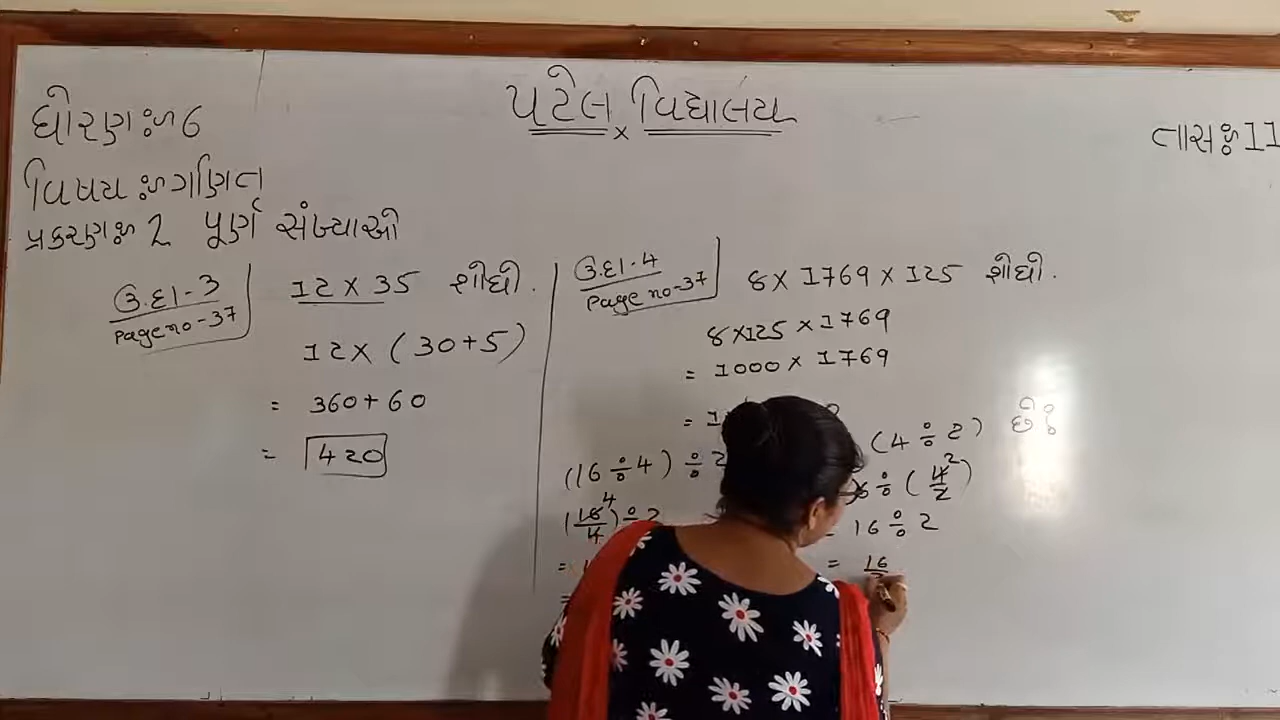 પટેલ વિદ્યાલય
ધોરણઃ 6
તાસઃ 11
વિષયઃ ગણિત
પ્રકરણઃ 2 પૂર્ણ સંખ્યાઓ
ઉ.દા-3
Page no-37
12 × 35 શોધો.
12 × (30+5)
= 360 + 60
= 420
ઉ.દા-4
Page no-37
8 × 1769 × 125 શોધો.
8×125 × 1769
= 1000 × 1769
(16 ÷ 4) ÷ 2
(4 ÷ 2) છેઃ
(16/4 4) ÷ 2
÷ (4/2 2)
16 ÷ 2
= 16